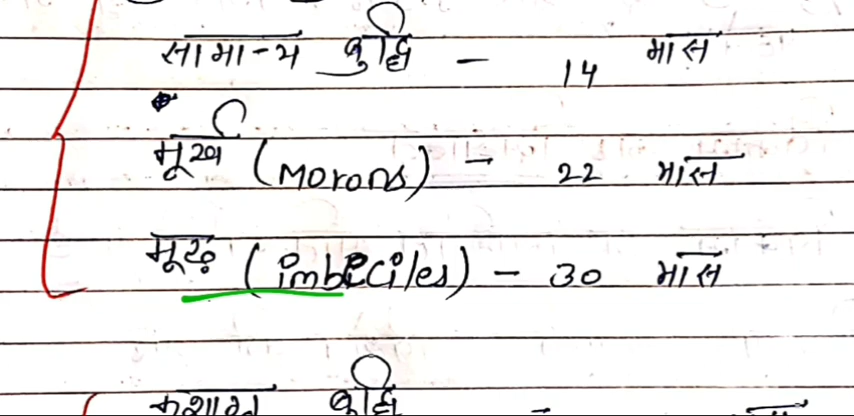 सामान्य बुद्धि - 14 मास
मूर्ख (Morons) - 22 मास
मूढ़ (imbeciles) - 30 मास
कुशाग्र बुद्धि -